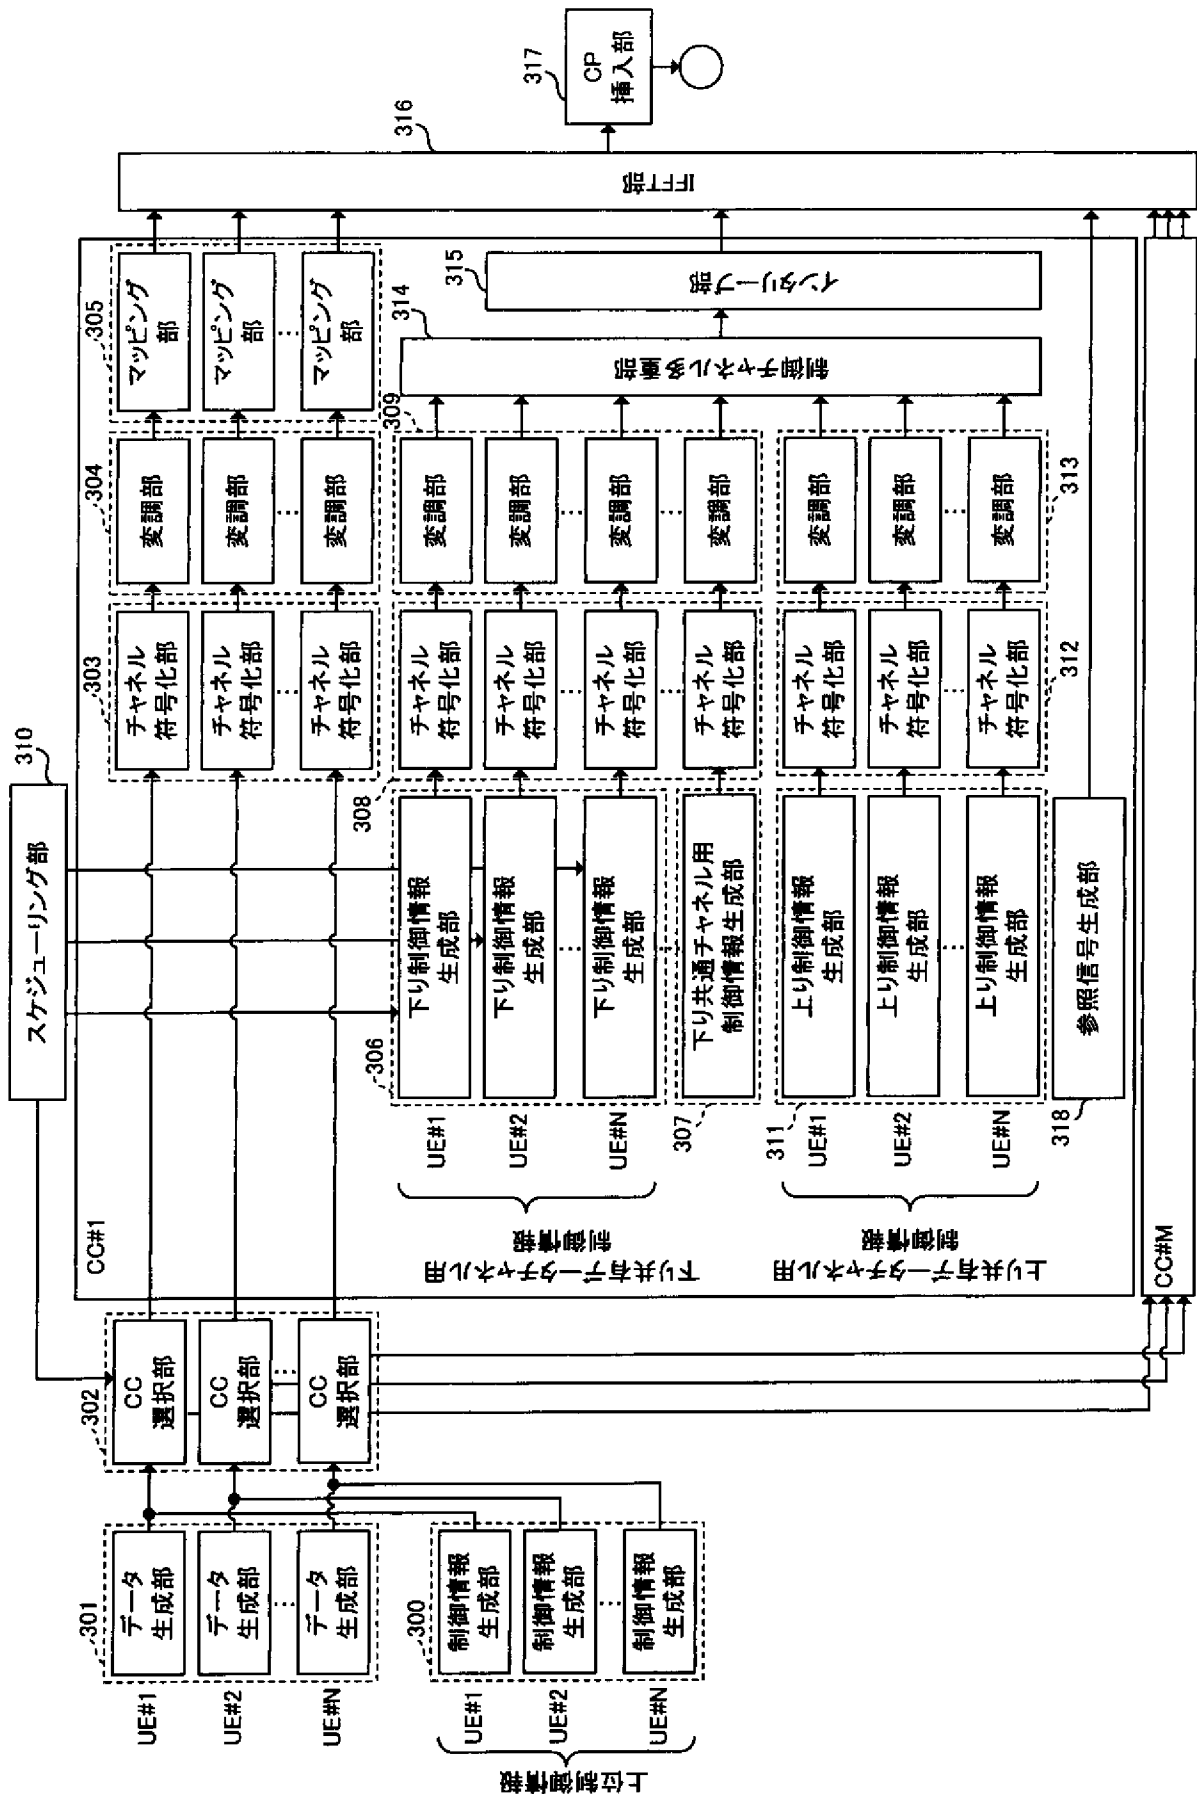 310
スケジューリング部
317
CP
挿入部
316
IFFT部
CC#1
302
CC
選択部
CC
選択部
……
CC
選択部
301
UE#1
データ
生成部
UE#2
データ
生成部
……
UE#N
データ
生成部
303
チャネル
符号化部
チャネル
符号化部
……
チャネル
符号化部
304
変調部
変調部
……
変調部
305
マッピング
部
マッピング
部
……
マッピング
部
上位制御情報
300
UE#1
制御情報
生成部
UE#2
制御情報
生成部
……
UE#N
制御情報
生成部
下り共有データチャネル用
制御情報
306
UE#1
下り制御情報
生成部
UE#2
下り制御情報
生成部
……
UE#N
下り制御情報
生成部
307
下り共通チャネル用
制御情報生成部
308
チャネル
符号化部
チャネル
符号化部
……
チャネル
符号化部
……
チャネル
符号化部
309
変調部
変調部
……
変調部
……
変調部
314
制御チャネル多重部
315
インタリーブ部
上り共有データチャネル用
制御情報
311
UE#1
上り制御情報
生成部
UE#2
上り制御情報
生成部
……
UE#N
上り制御情報
生成部
312
チャネル
符号化部
チャネル
符号化部
……
チャネル
符号化部
313
変調部
変調部
……
変調部
318
参照信号生成部
CC#M